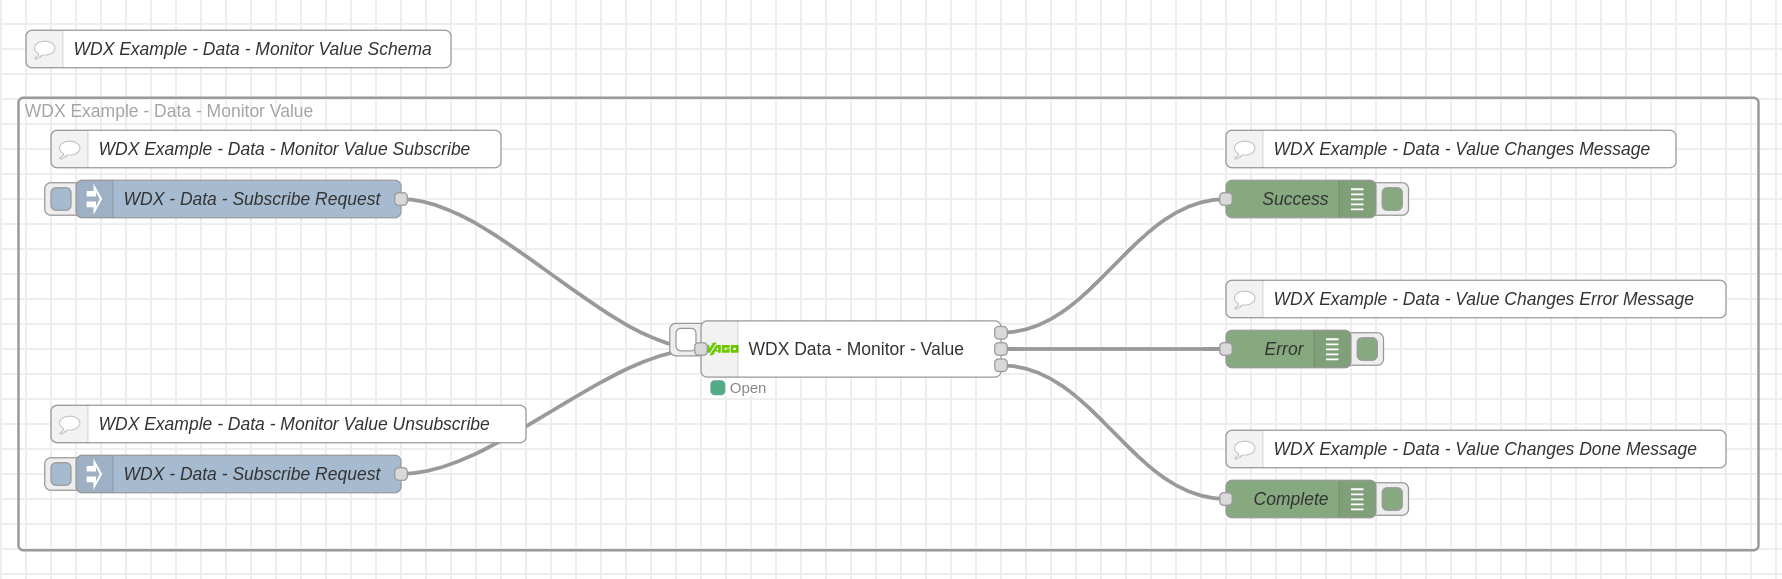 WDX Example - Data - Monitor Value Schema
WDX Example - Data - Monitor Value
WDX Example - Data - Monitor Value Subscribe
WDX - Data - Subscribe Request
WDX Example - Data - Value Changes Message
Success
WDX Example - Data - Value Changes Error Message
WAGO
WDX Data - Monitor - Value
Error
Open
WDX Example - Data - Monitor Value Unsubscribe
WDX - Data - Subscribe Request
WDX Example - Data - Value Changes Done Message
Complete